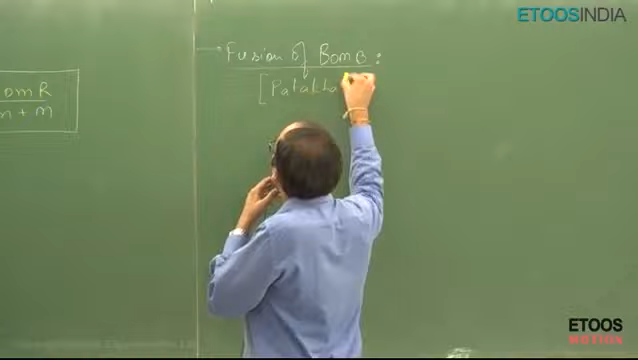 ETOOSINDIA
Fusion of Bomb :
[Patakha
omR
n + m
ETOOS